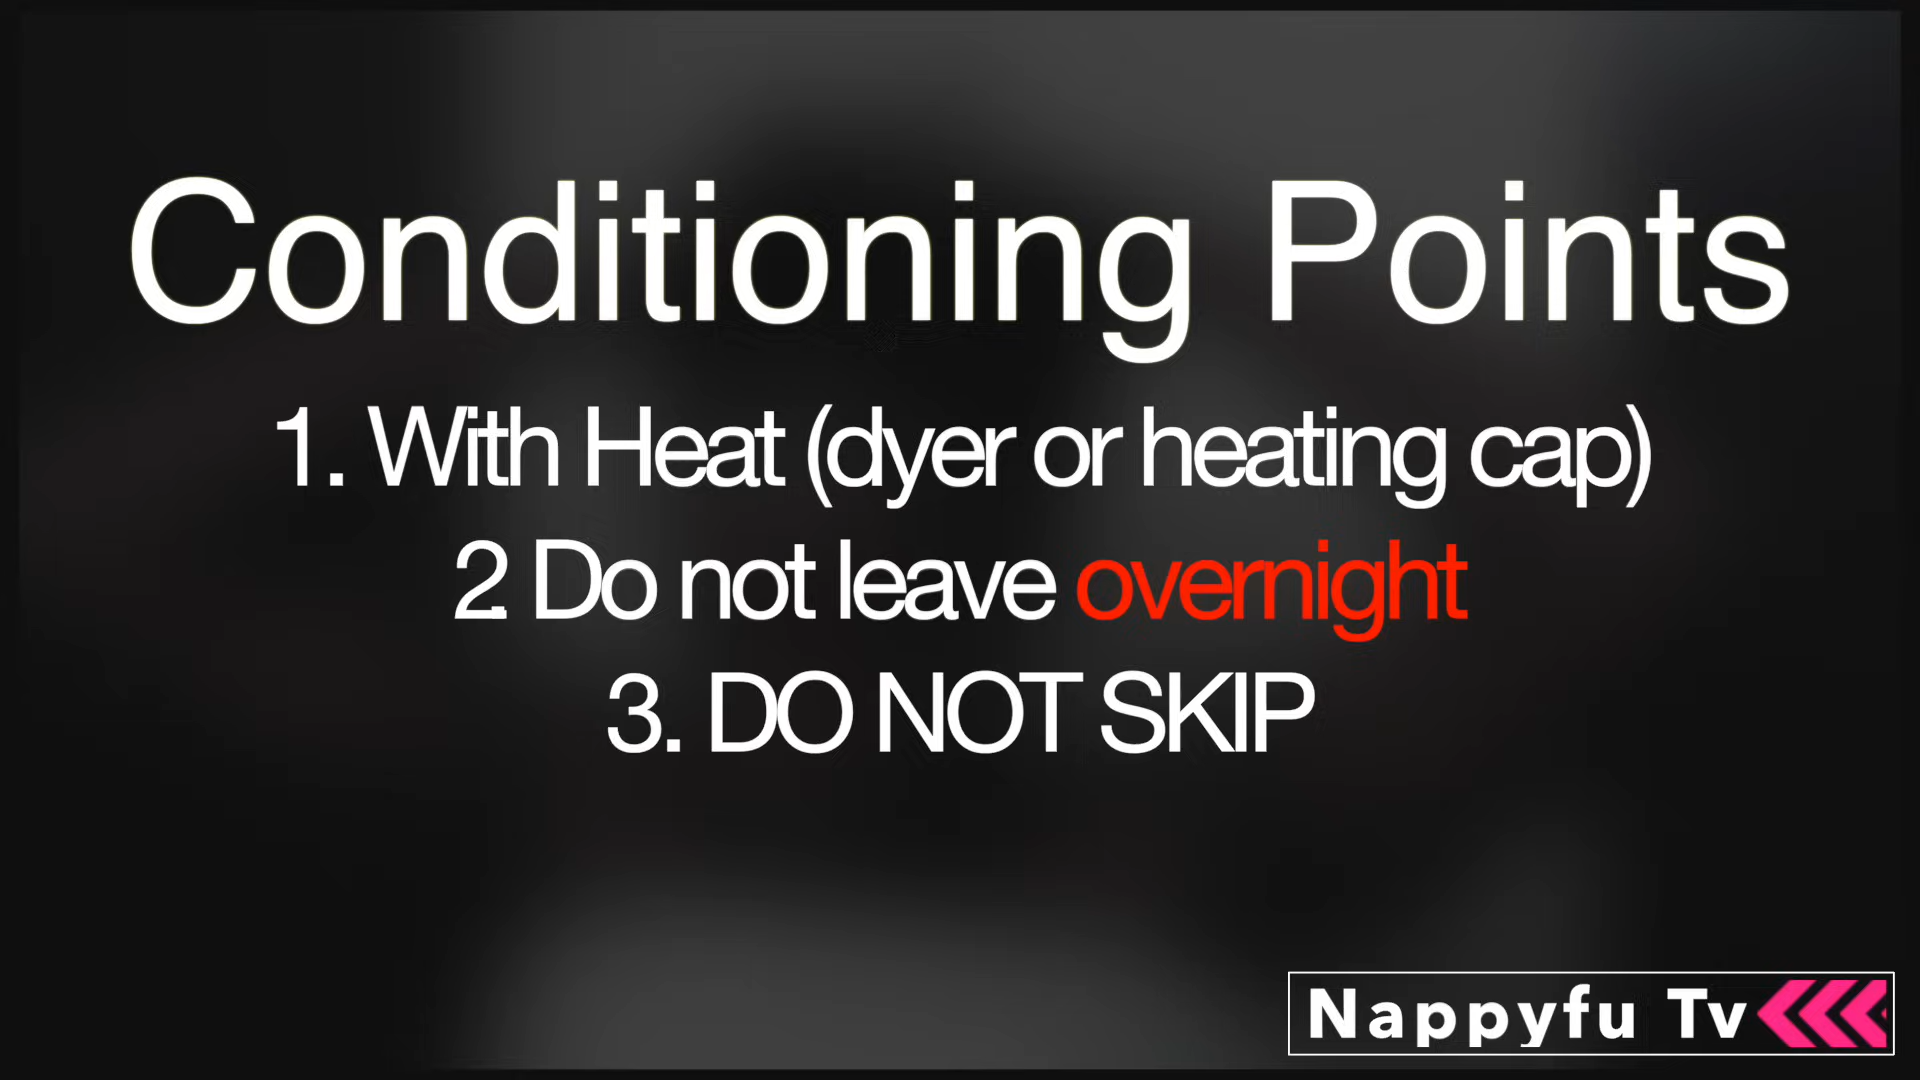 Conditioning Points
1. With Heat (dyer or heating cap)
2. Do not leave overnight
3. DO NOT SKIP
Nappyfu Tv